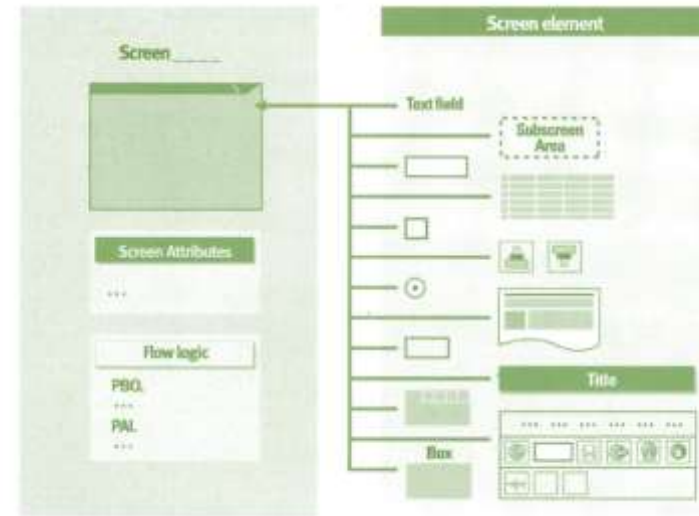 Screen _ _ _ _
Screen Attributes
...
Flow logic
PBO.
...
PAI.
...
Screen element
Text field
Subscreen
Area
Title
... ... ... ... ... ...
Box